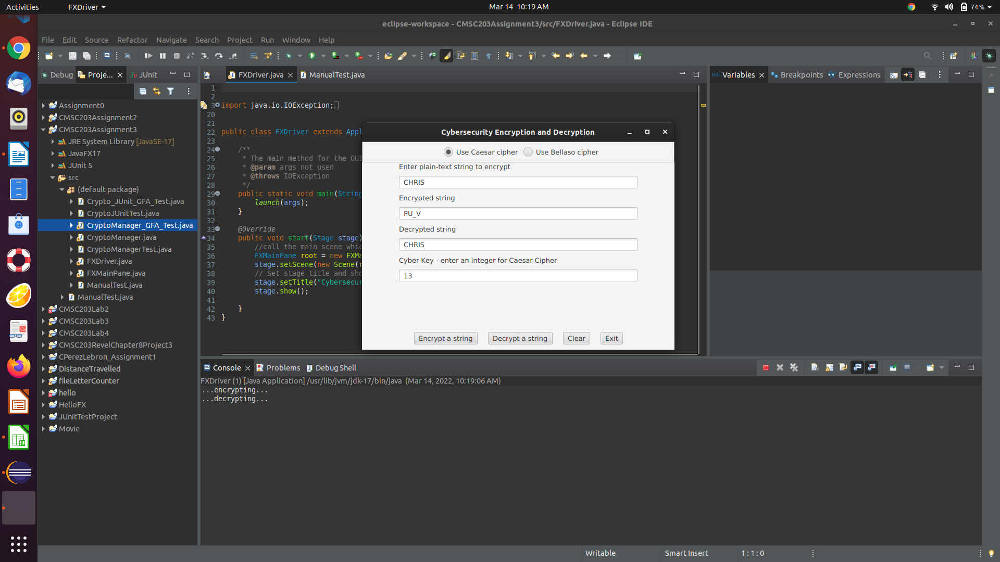 Activities
FXDriver
Mar 14 10:19 AM
74 %
eclipse-workspace - CMSC203Assignment3/src/FXDriver.java - Eclipse IDE
File Edit Source Refactor Navigate Search Project Run Window Help
Debug
Proje...
JUnit
Assignment0
CMSC203Assignment2
CMSC203Assignment3
JRE System Library [JavaSE-17]
JavaFX17
JUnit 5
src
(default package)
Crypto_JUnit_GFA_Test.java
CryptoJUnitTest.java
CryptoManager_GFA_Test.java
CryptoManager.java
CryptoManagerTest.java
FXDriver.java
FXMainPane.java
ManualTest.java
ManualTest.java
CMSC203Lab2
CMSC203Lab3
CMSC203Lab4
CMSC203RevelChapter8Project3
CPerezLebron_Assignment1
DistanceTravelled
fileLetterCounter
hello
HelloFX
JUnitTestProject
Movie
FXDriver.java
ManualTest.java
1
2
3 import java.io.IOException;
20
21
22 public class FXDriver extends Appl
23
24 /**
25 * The main method for the GUI
26 * @param args not used
27 * @throws IOException
28 */
29 public static void main(String
30 launch(args);
31 }
32
33 @Override
34 public void start(Stage stage)
35 //call the main scene whic
36 FXMainPane root = new FXMa
37 stage.setScene(new Scene(r
38 // Set stage title and sho
39 stage.setTitle("Cybersecur
40 stage.show();
41
42 }
43 }
Cybersecurity Encryption and Decryption
Use Caesar cipher
Use Bellaso cipher
Enter plain-text string to encrypt
CHRIS
Encrypted string
PU_V
Decrypted string
CHRIS
Cyber Key - enter an integer for Caesar Cipher
13
Encrypt a string
Decrypt a string
Clear
Exit
Variables
Breakpoints
Expressions
Console
Problems
Debug Shell
FXDriver (1) [Java Application] /usr/lib/jvm/jdk-17/bin/java (Mar 14, 2022, 10:19:06 AM)
...encrypting...
...decrypting...
Writable
Smart Insert
1 : 1 : 0